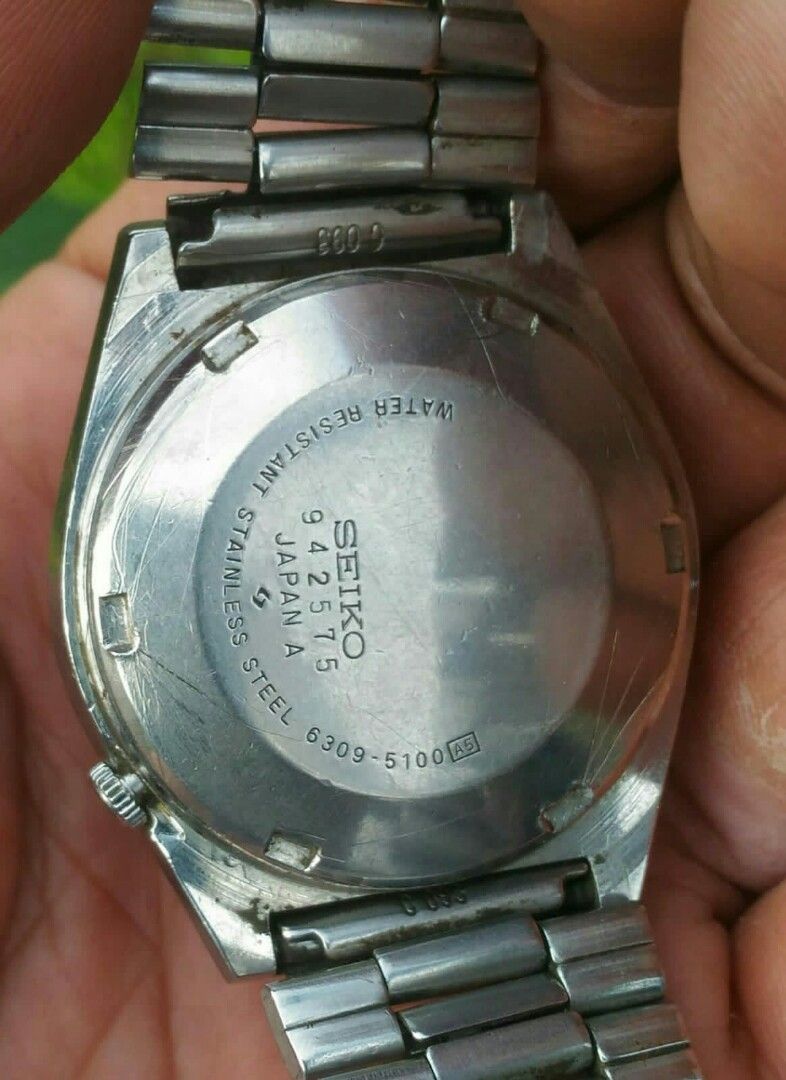 SEIKO
942575
JAPAN A
WATER RESISTANT STAINLESS STEEL 6309-5100 A5